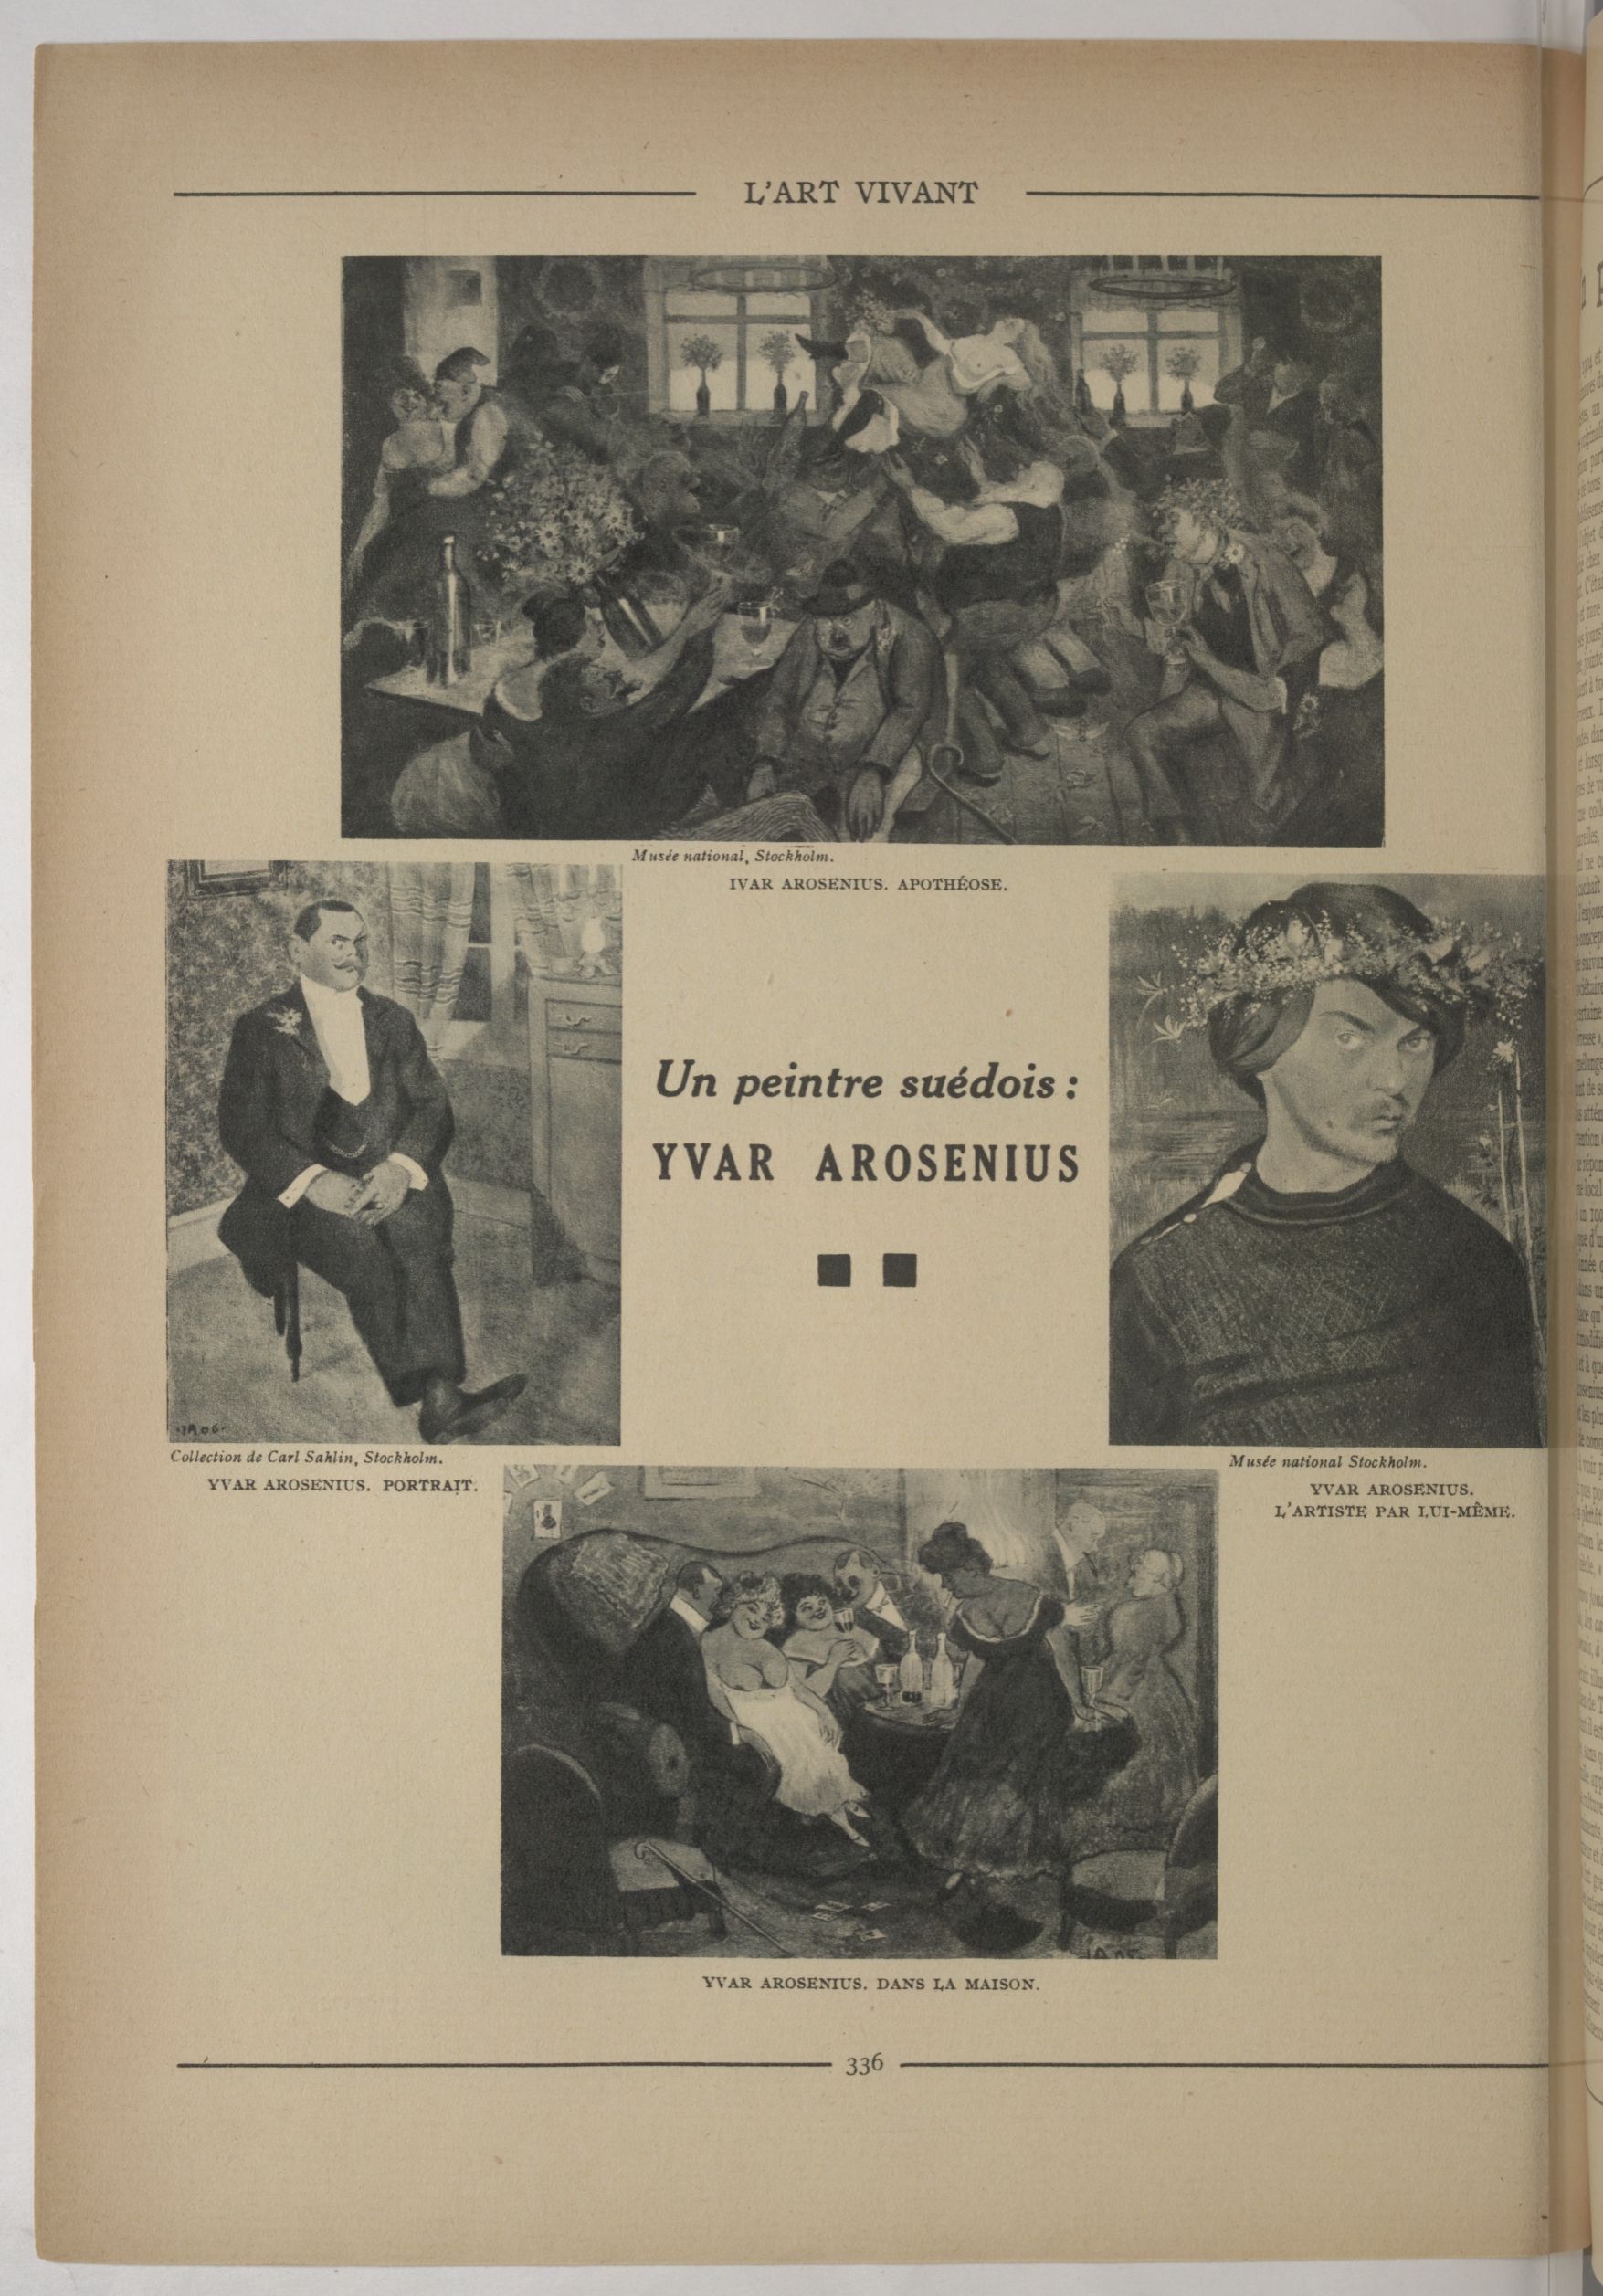 L'ART VIVANT
Musée national, Stockholm.
IVAR AROSENIUS. APOTHÉOSE.
Un peintre suédois :
YVAR AROSENIUS
Collection de Carl Sahlin, Stockholm.
YVAR AROSENIUS. PORTRAIT.
Musée national Stockholm.
YVAR AROSENIUS.
L'ARTISTE PAR LUI-MÊME.
YVAR AROSENIUS. DANS LA MAISON.
336